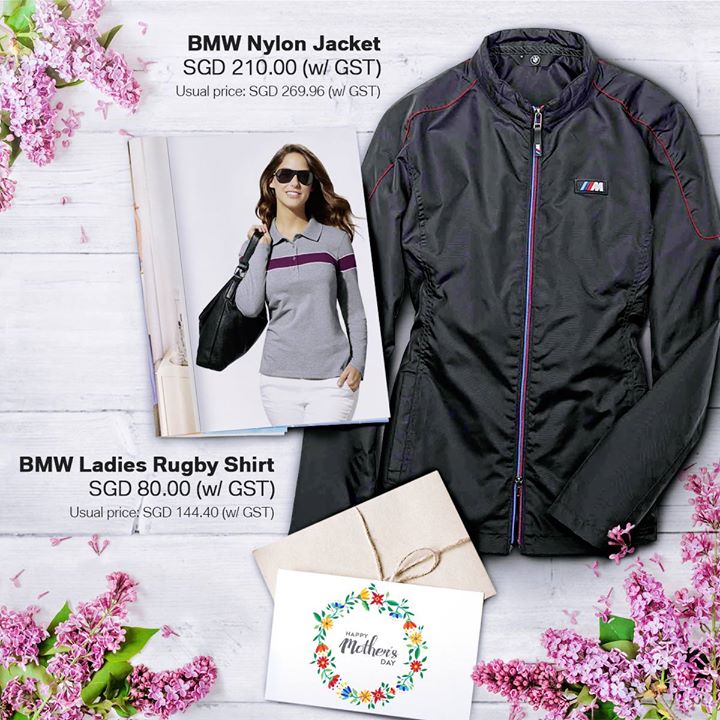 BMW Nylon Jacket
SGD 210.00 (w/ GST)
Usual price: SGD 269.96 (w/ GST)
M
BMW Ladies Rugby Shirt
SGD 80.00 (w/ GST)
Usual price: SGD 144.40 (w/ GST)
HAPPY
Mother's
DAY